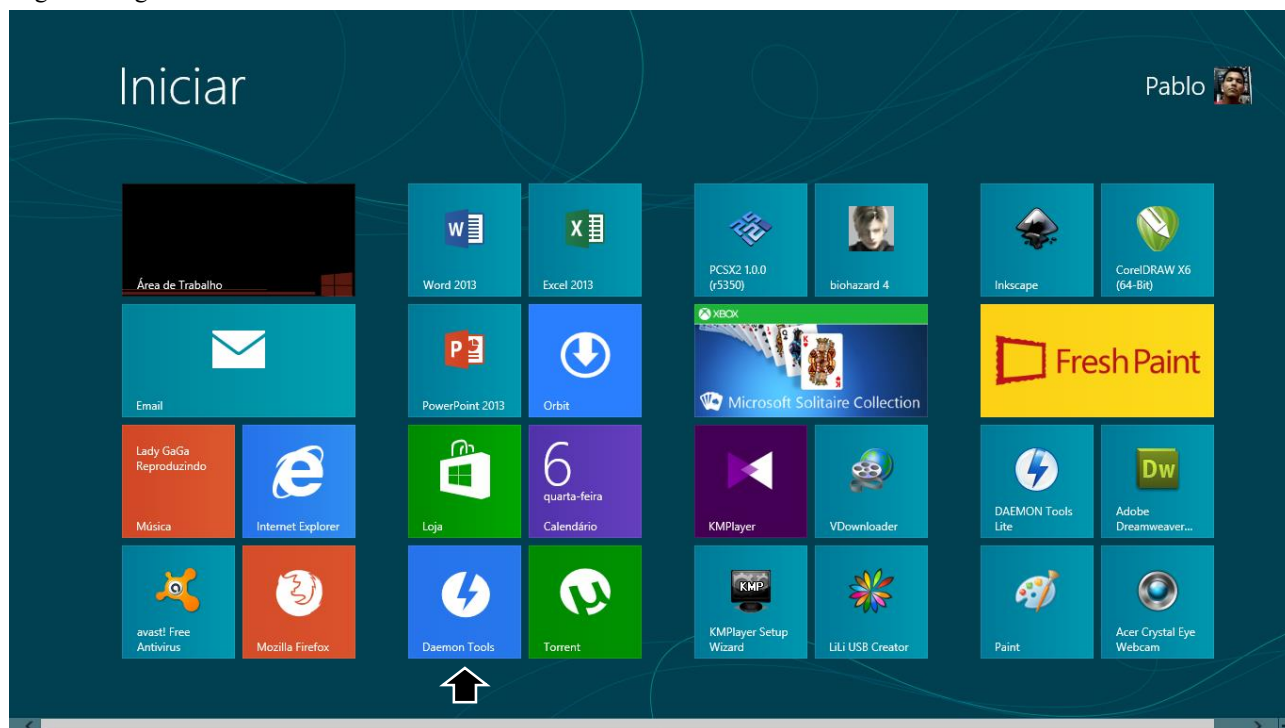 Iniciar
Pablo
Área de Trabalho
W
Word 2013
X
Excel 2013
PCSX2 1.0.0
(r5350)
biohazard 4
Inkscape
CorelDRAW X6
(64-Bit)
Email
P
PowerPoint 2013
Orbit
XBOX
Microsoft Solitaire Collection
Fresh Paint
Lady GaGa
Reproduzindo
Música
Internet Explorer
Loja
6
quarta-feira
Calendário
KMPlayer
VDownloader
DAEMON Tools
Lite
Dw
Adobe
Dreamweaver...
avast! Free
Antivirus
Mozilla Firefox
Daemon Tools
Torrent
KMP
KMPlayer Setup
Wizard
LiLi USB Creator
Paint
Acer Crystal Eye
Webcam